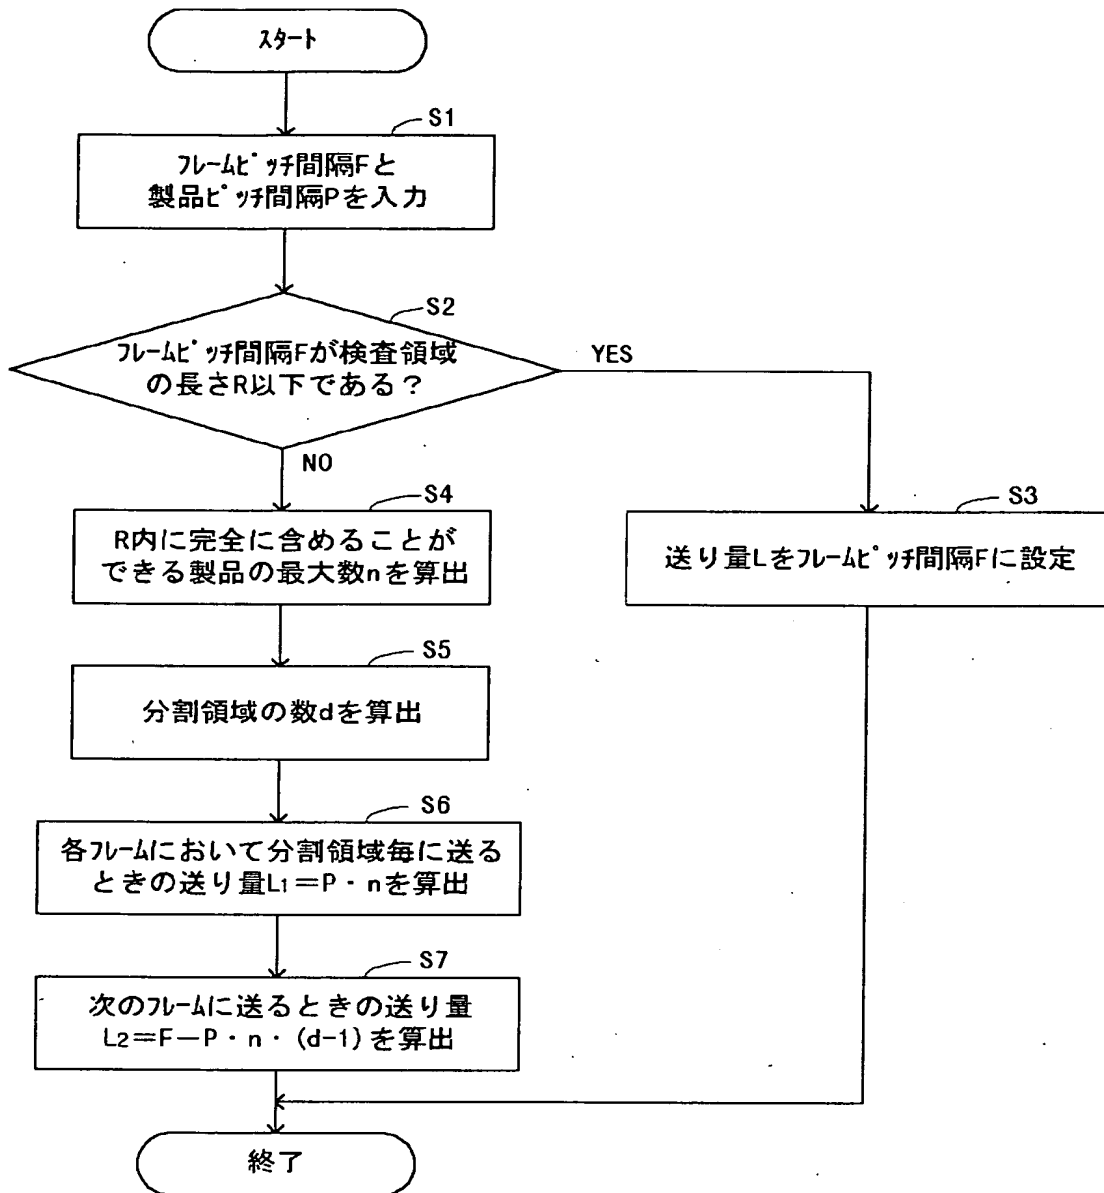 スタート
S1
フレームピッチ間隔Fと
製品ピッチ間隔Pを入力
S2
フレームピッチ間隔Fが検査領域
の長さR以下である？
YES
NO
S4
R内に完全に含めることが
できる製品の最大数nを算出
S3
送り量Lをフレームピッチ間隔Fに設定
S5
分割領域の数dを算出
S6
各フレームにおいて分割領域毎に送る
ときの送り量L1＝P・nを算出
S7
次のフレームに送るときの送り量
L2＝F－P・n・(d-1)を算出
終了